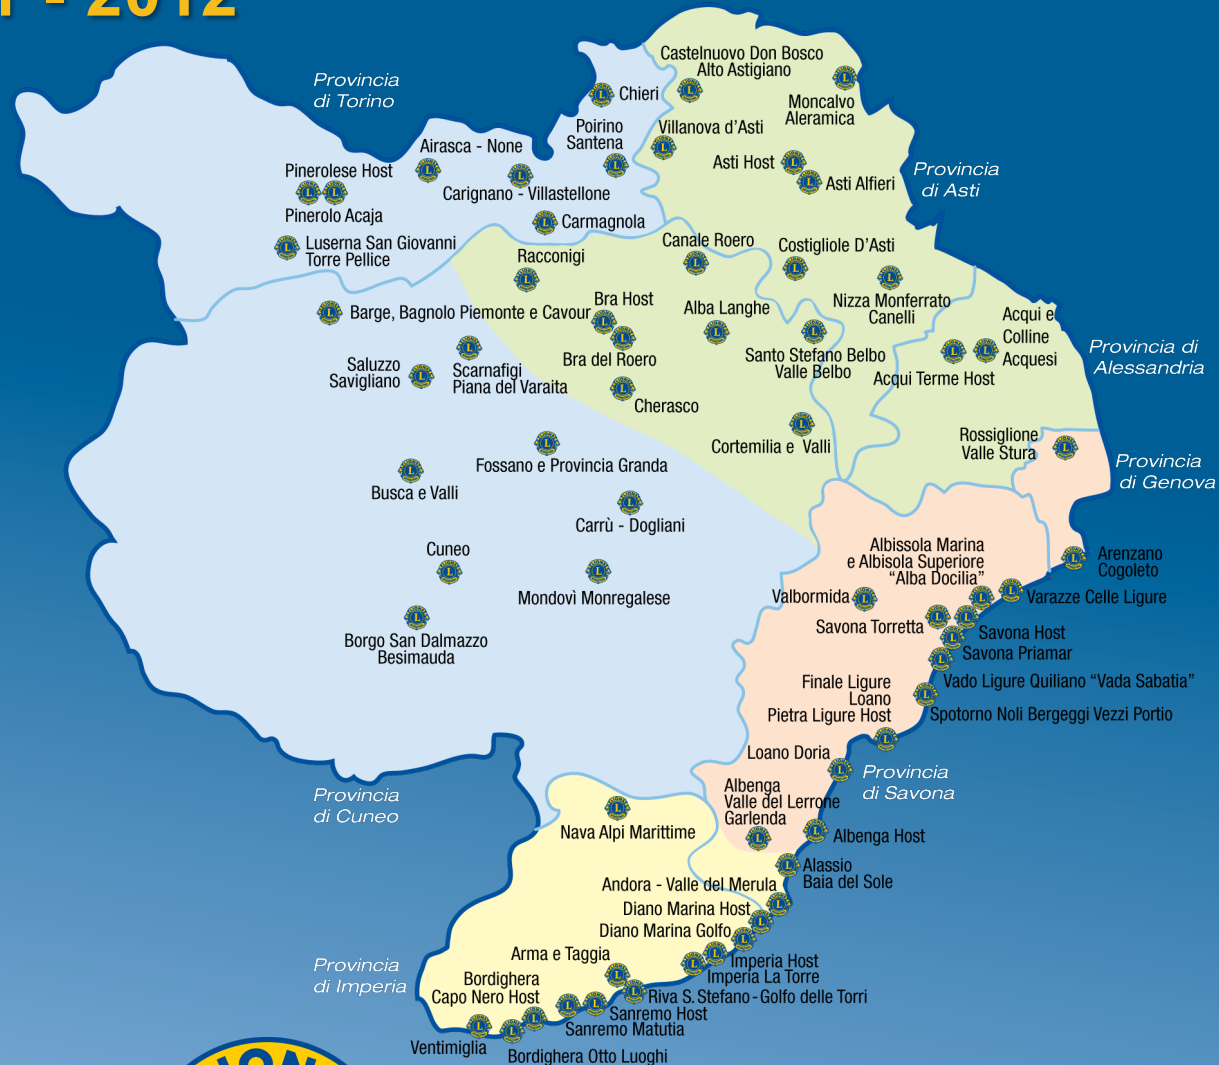 - 2012
Provincia
di Torino
Castelnuovo Don Bosco
Alto Astigiano
Chieri
Moncalvo
Aleramica
Poirino
Santena
Villanova d'Asti
Airasca - None
Asti Host
Asti Alfieri
Provincia
di Asti
Pinerolese Host
Carignano - Villastellone
Pinerolo Acaja
Carmagnola
Luserna San Giovanni
Torre Pellice
Canale Roero
Costigliole D'Asti
Racconigi
Bra Host
Alba Langhe
Nizza Monferrato
Canelli
Barge, Bagnolo Piemonte e Cavour
Acqui e
Colline
Acquesi
Provincia di
Alessandria
Saluzzo
Savigliano
Scarnafigi
Piana del Varaita
Bra del Roero
Santo Stefano Belbo
Valle Belbo
Acqui Terme Host
Cherasco
Cortemilia e Valli
Rossiglione
Valle Stura
Provincia
di Genova
Fossano e Provincia Granda
Busca e Valli
Carrù - Dogliani
Cuneo
Albissola Marina
e Albisola Superiore
“Alba Docilia”
Arenzano
Cogoleto
Mondovì Monregalese
Valbormida
Varazze Celle Ligure
Borgo San Dalmazzo
Besimauda
Savona Torretta
Savona Host
Savona Priamar
Finale Ligure
Loano
Pietra Ligure Host
Vado Ligure Quiliano “Vada Sabatia”
Spotorno Noli Bergeggi Vezzi Portio
Loano Doria
Provincia
di Savona
Provincia
di Cuneo
Albenga
Valle del Lerrone
Garlenda
Nava Alpi Marittime
Albenga Host
Alassio
Baia del Sole
Andora - Valle del Merula
Diano Marina Host
Diano Marina Golfo
Arma e Taggia
Imperia Host
Imperia La Torre
Provincia
di Imperia
Bordighera
Capo Nero Host
Riva S. Stefano - Golfo delle Torri
Sanremo Host
Sanremo Matutia
Ventimiglia
Bordighera Otto Luoghi